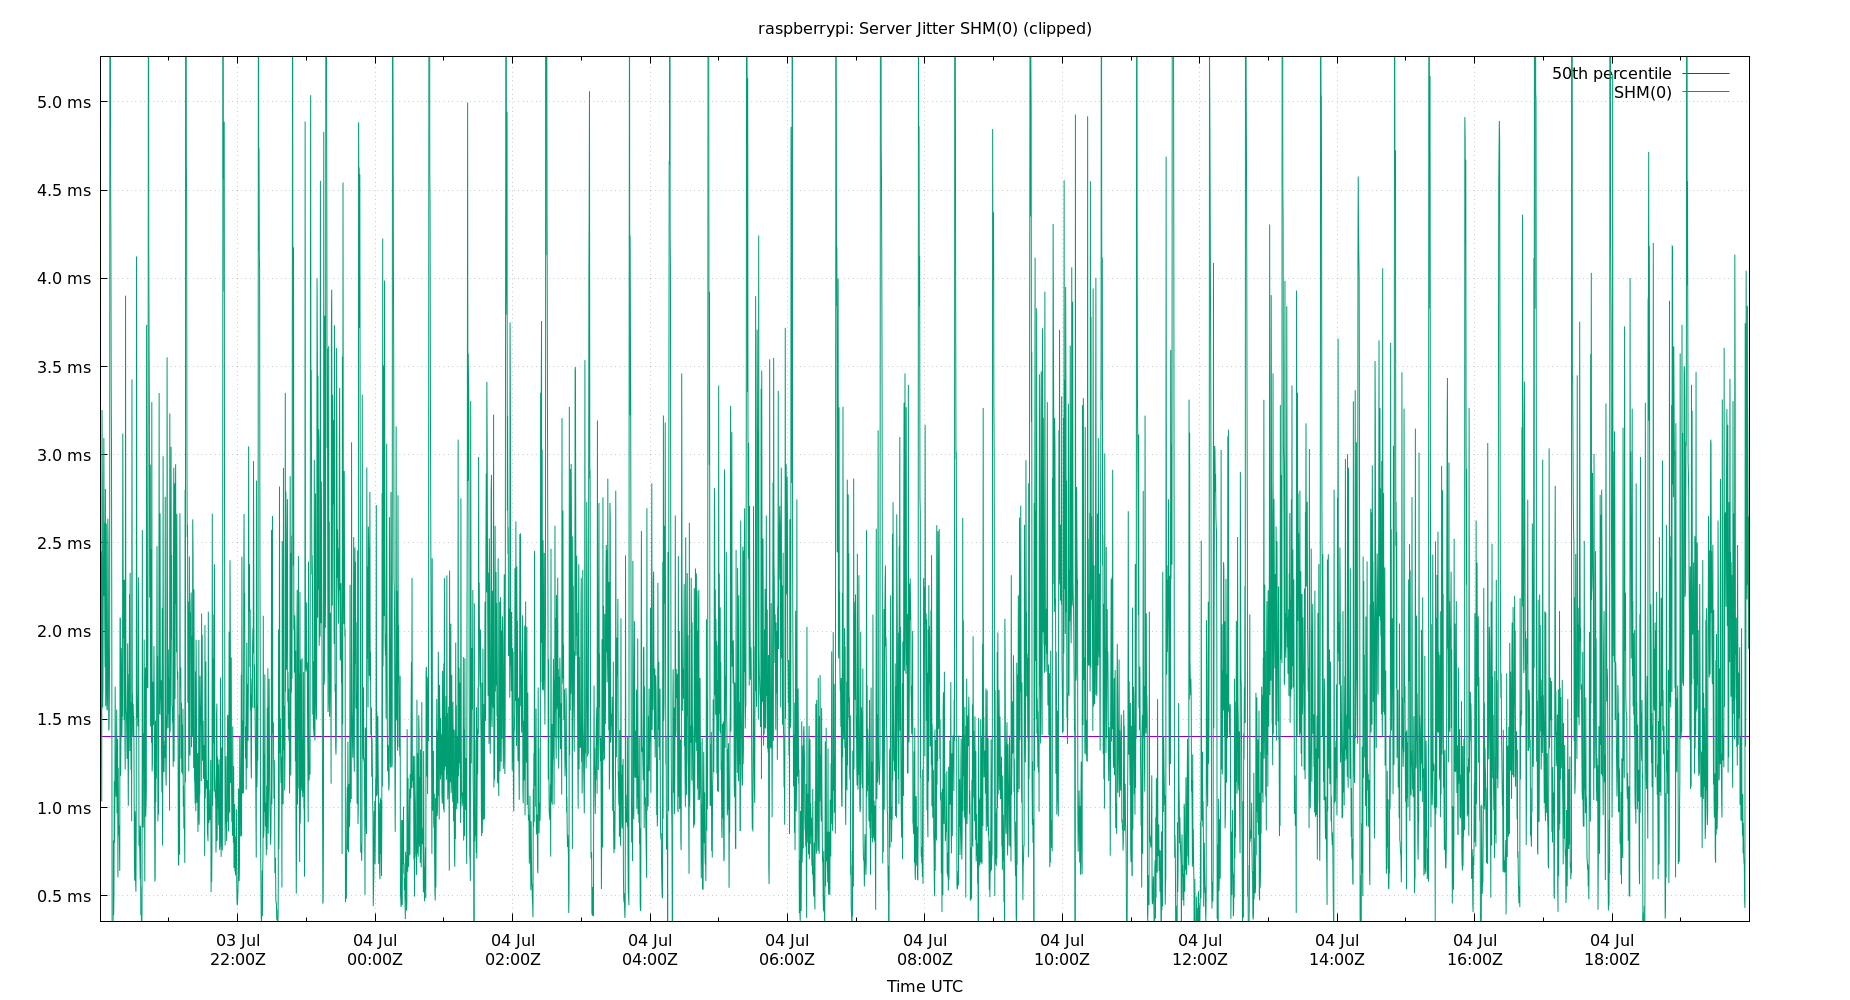 raspberrypi: Server Jitter SHM(0) (clipped)
50th percentile
SHM(0)
5.0 ms
4.5 ms
4.0 ms
3.5 ms
3.0 ms
2.5 ms
2.0 ms
1.5 ms
1.0 ms
0.5 ms
03 Jul 04 Jul 04 Jul 04 Jul 04 Jul 04 Jul 04 Jul 04 Jul 04 Jul 04 Jul 04 Jul
22:00Z 00:00Z 02:00Z 04:00Z 06:00Z 08:00Z 10:00Z 12:00Z 14:00Z 16:00Z 18:00Z
Time UTC